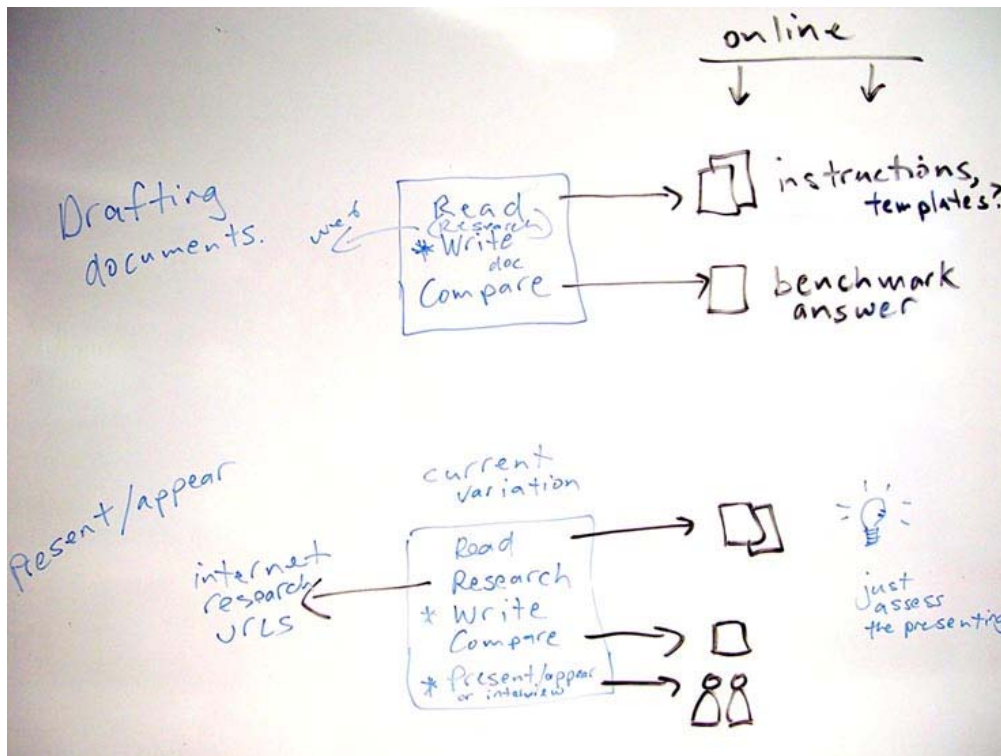 online
Drafting
documents.
web
Read
(Research)
* Write
doc
Compare
instructions,
templates?
benchmark
answer
Present/appear
current
variation
internet
research
URLs
Read
Research
* Write
Compare
* Present/appear
or interview
just
assess
the presenting